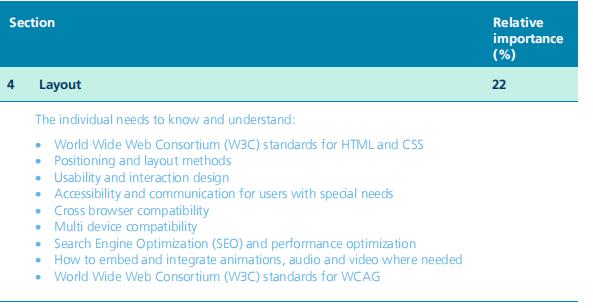 Section Relative
importance
(%)
4 Layout 22
The individual needs to know and understand:
• World Wide Web Consortium (W3C) standards for HTML and CSS
• Positioning and layout methods
• Usability and interaction design
• Accessibility and communication for users with special needs
• Cross browser compatibility
• Multi device compatibility
• Search Engine Optimization (SEO) and performance optimization
• How to embed and integrate animations, audio and video where needed
• World Wide Web Consortium (W3C) standards for WCAG